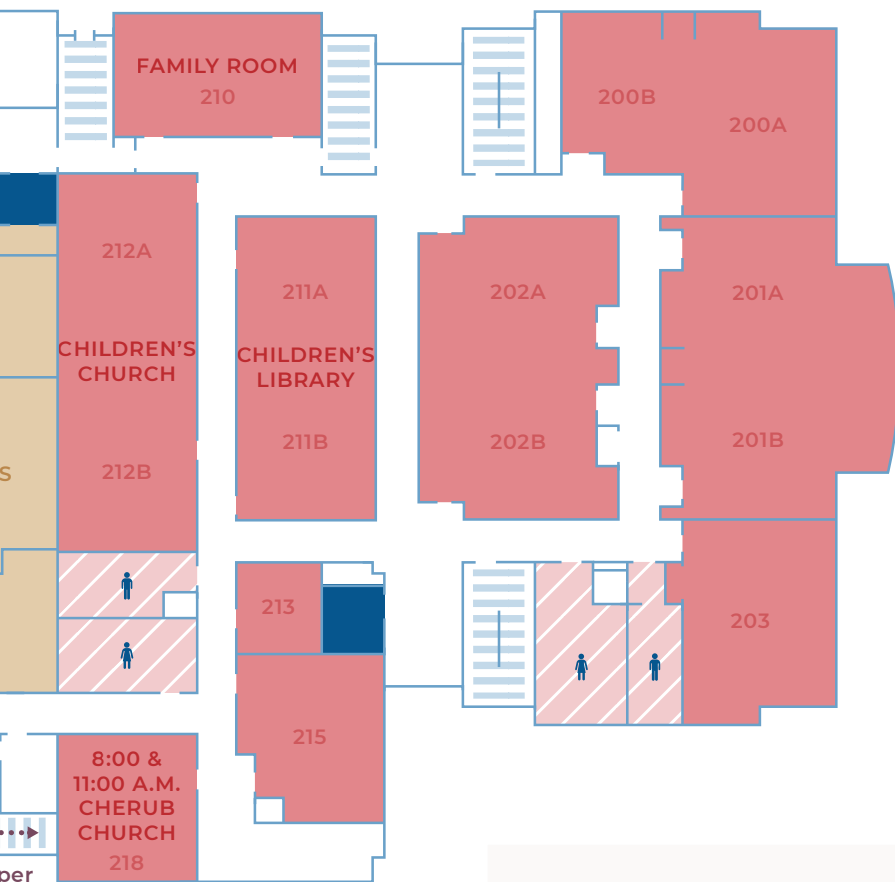 FAMILY ROOM
210
200B
200A
212A
CHILDREN'S
CHURCH
212B
211A
CHILDREN'S
LIBRARY
211B
202A
202B
201A
201B
S
213
203
215
8:00 &
11:00 A.M.
CHERUB
CHURCH
218
per